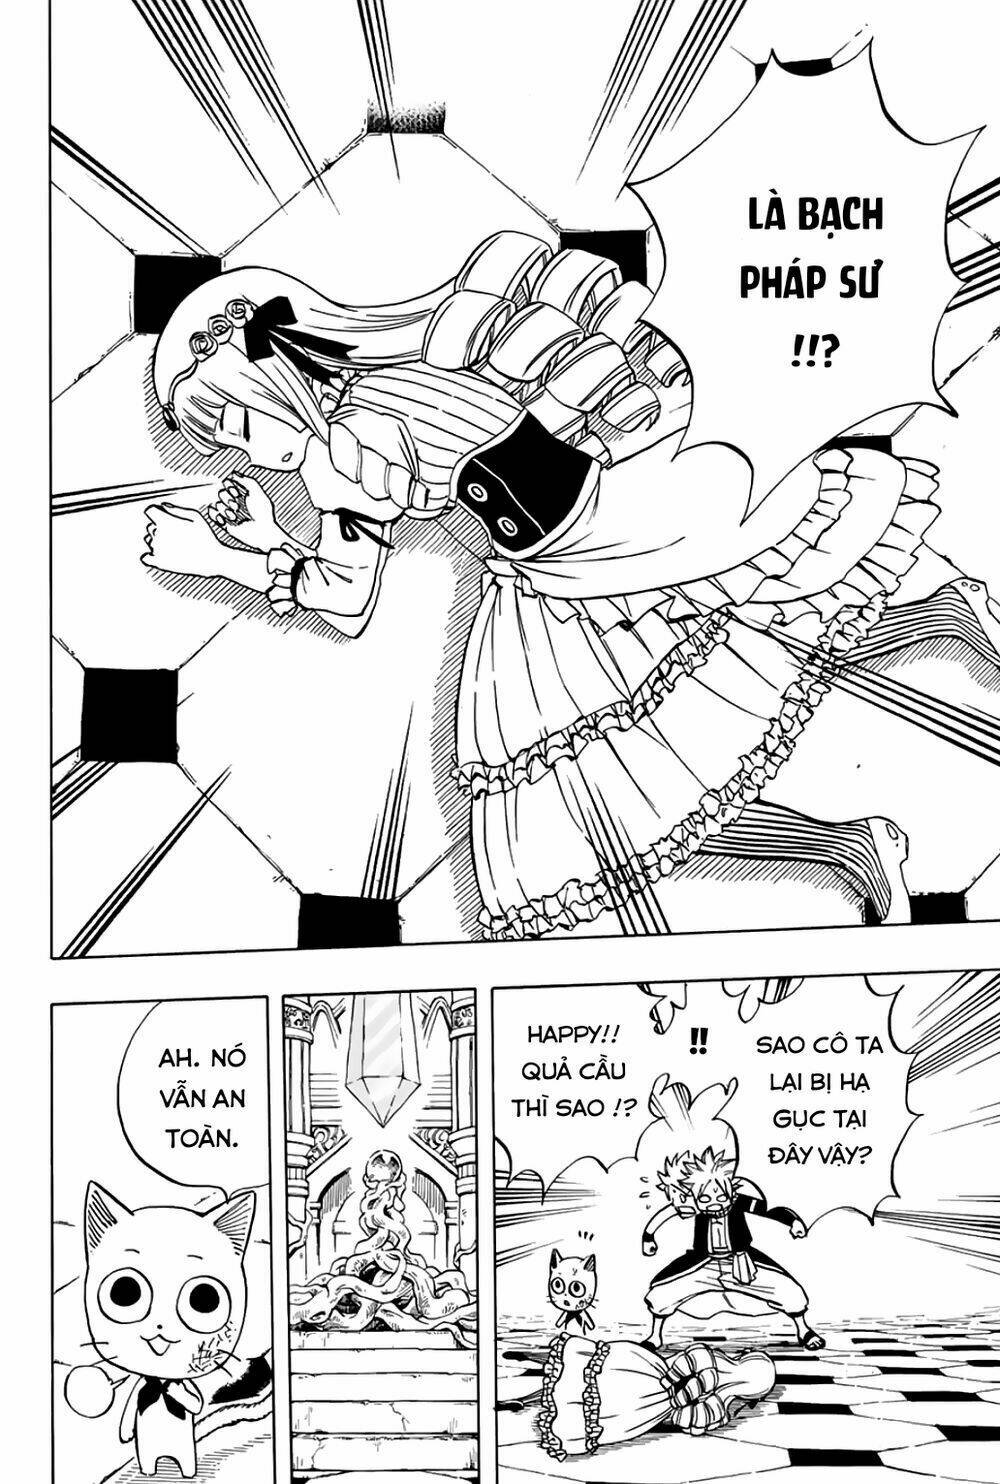 LÀ BẠCH
PHÁP SƯ
!!?
SAO CÔ TA
LẠI BỊ HẠ
GỤC TẠI
ĐÂY VẬY?
!!
HAPPY!!
QUẢ CẦU
THÌ SAO !?
AH. NÓ
VẪN AN
TOÀN.